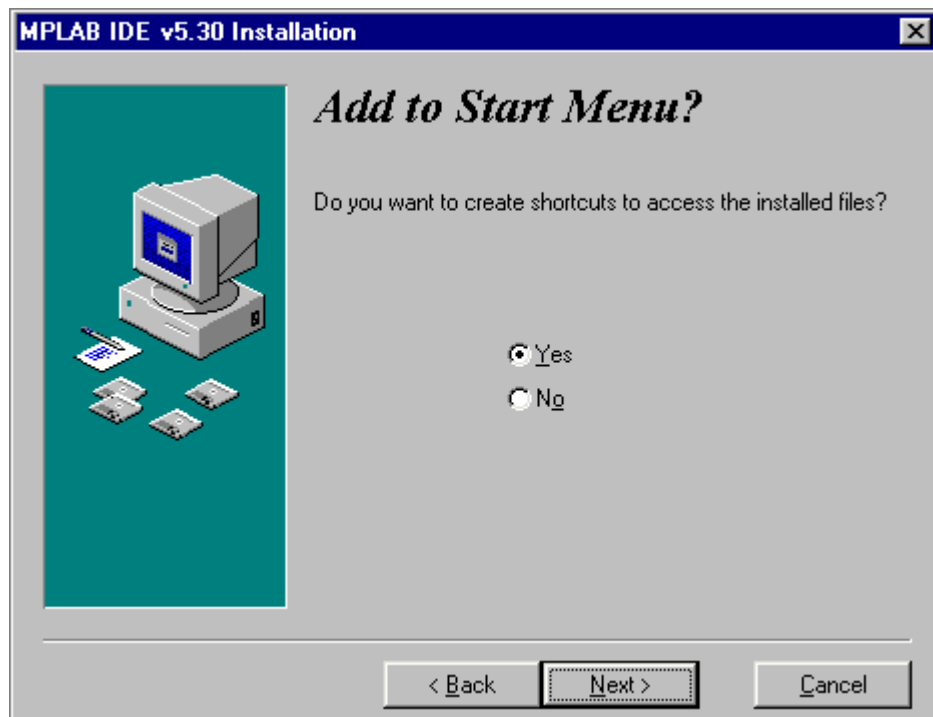 MPLAB IDE v5.30 Installation
Add to Start Menu?
Do you want to create shortcuts to access the installed files?
Yes
No
< Back
Next >
Cancel